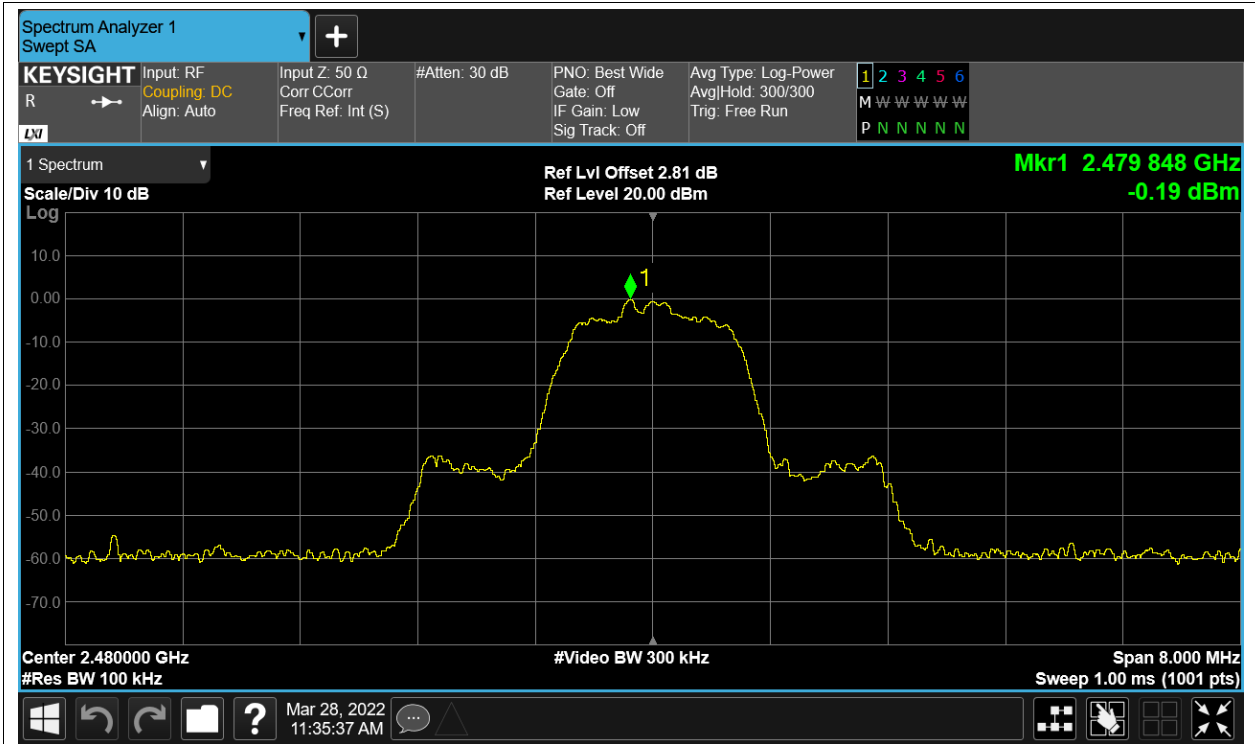 Spectrum Analyzer 1
Swept SA
KEYSIGHT
R
LXI
Input: RF
Coupling: DC
Align: Auto
Input Z: 50 Ω
Corr CCorr
Freq Ref: Int (S)
#Atten: 30 dB
PNO: Best Wide
Gate: Off
IF Gain: Low
Sig Track: Off
Avg Type: Log-Power
Avg|Hold: 300/300
Trig: Free Run
1 2 3 4 5 6
M W W W W W
P N N N N N
1 Spectrum
Scale/Div 10 dB
Log
Ref Lvl Offset 2.81 dB
Ref Level 20.00 dBm
Mkr1 2.479 848 GHz
-0.19 dBm
10.0
0.00
-10.0
-20.0
-30.0
-40.0
-50.0
-60.0
-70.0
1
Center 2.480000 GHz
#Res BW 100 kHz
#Video BW 300 kHz
Span 8.000 MHz
Sweep 1.00 ms (1001 pts)
?
Mar 28, 2022
11:35:37 AM